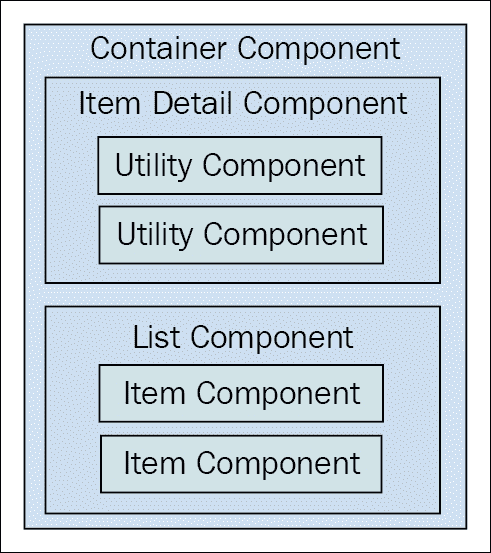 Container Component
Item Detail Component
Utility Component
Utility Component
List Component
Item Component
Item Component